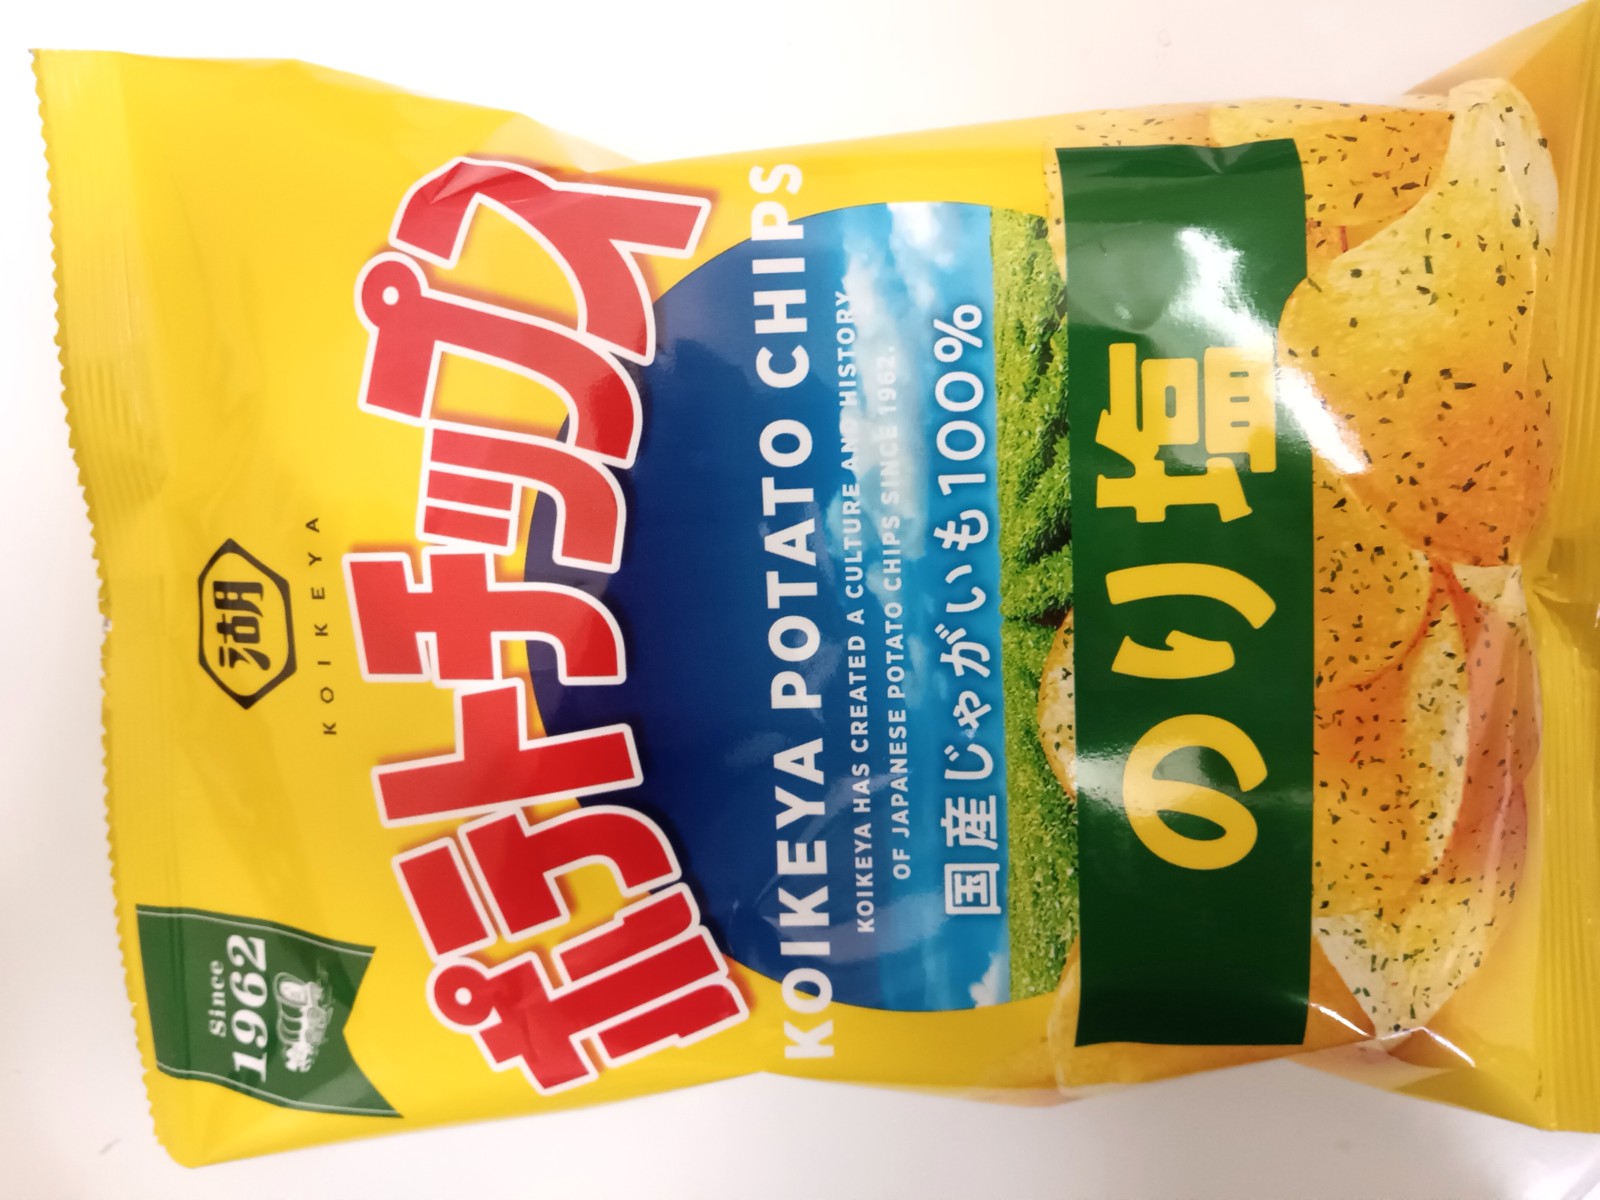 Since
1962
湖
KOIKEYA
ポテトチップス
KOIKEYA POTATO CHIPS
KOIKEYA HAS CREATED A CULTURE AND HISTORY
OF JAPANESE POTATO CHIPS SINCE 1962.
国産じゃがいも100%
のり塩